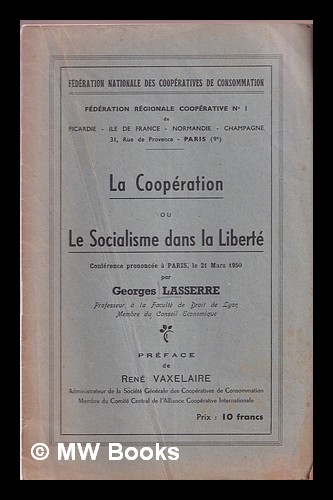 FÉDÉRATION NATIONALE DES COOPÉRATIVES DE CONSOMMATION
FÉDÉRATION RÉGIONALE COOPÉRATIVE N° 1
de
PICARDIE - ILE DE FRANCE - NORMANDIE - CHAMPAGNE
31, Rue de Provence - PARIS (9e)
La Coopération
OU
Le Socialisme dans la Liberté
Conférence prononcée à PARIS, le 21 Mars 1950
par
Georges LASSERRE
Professeur à la Faculté de Droit de Lyon
Membre du Conseil Economique
PRÉFACE
de
RENÉ VAXELAIRE
Administrateur de la Société Générale des Coopératives de Consommation
Membre du Comité Central de l'Alliance Coopérative Internationale
Prix : 10 francs
© MW Books